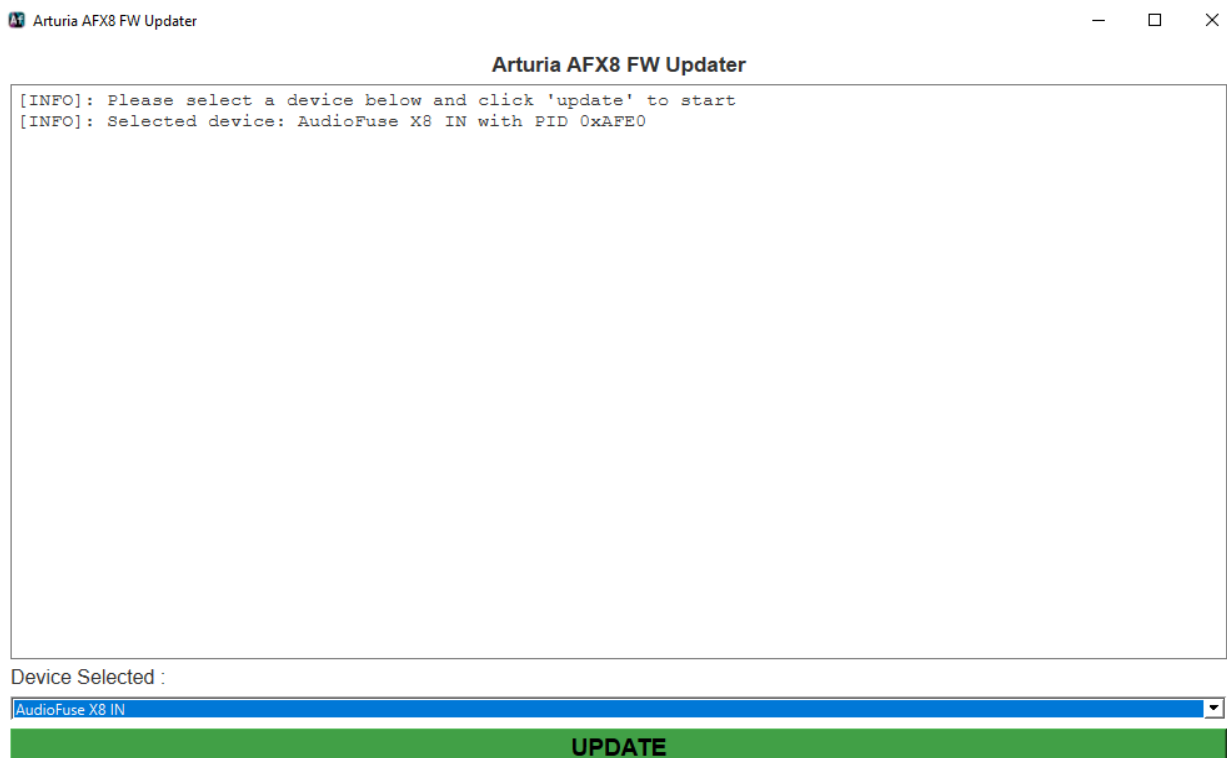 Arturia AFX8 FW Updater
Arturia AFX8 FW Updater
[INFO]: Please select a device below and click 'update' to start
[INFO]: Selected device: AudioFuse X8 IN with PID 0xAFE0
Device Selected :
AudioFuse X8 IN
UPDATE